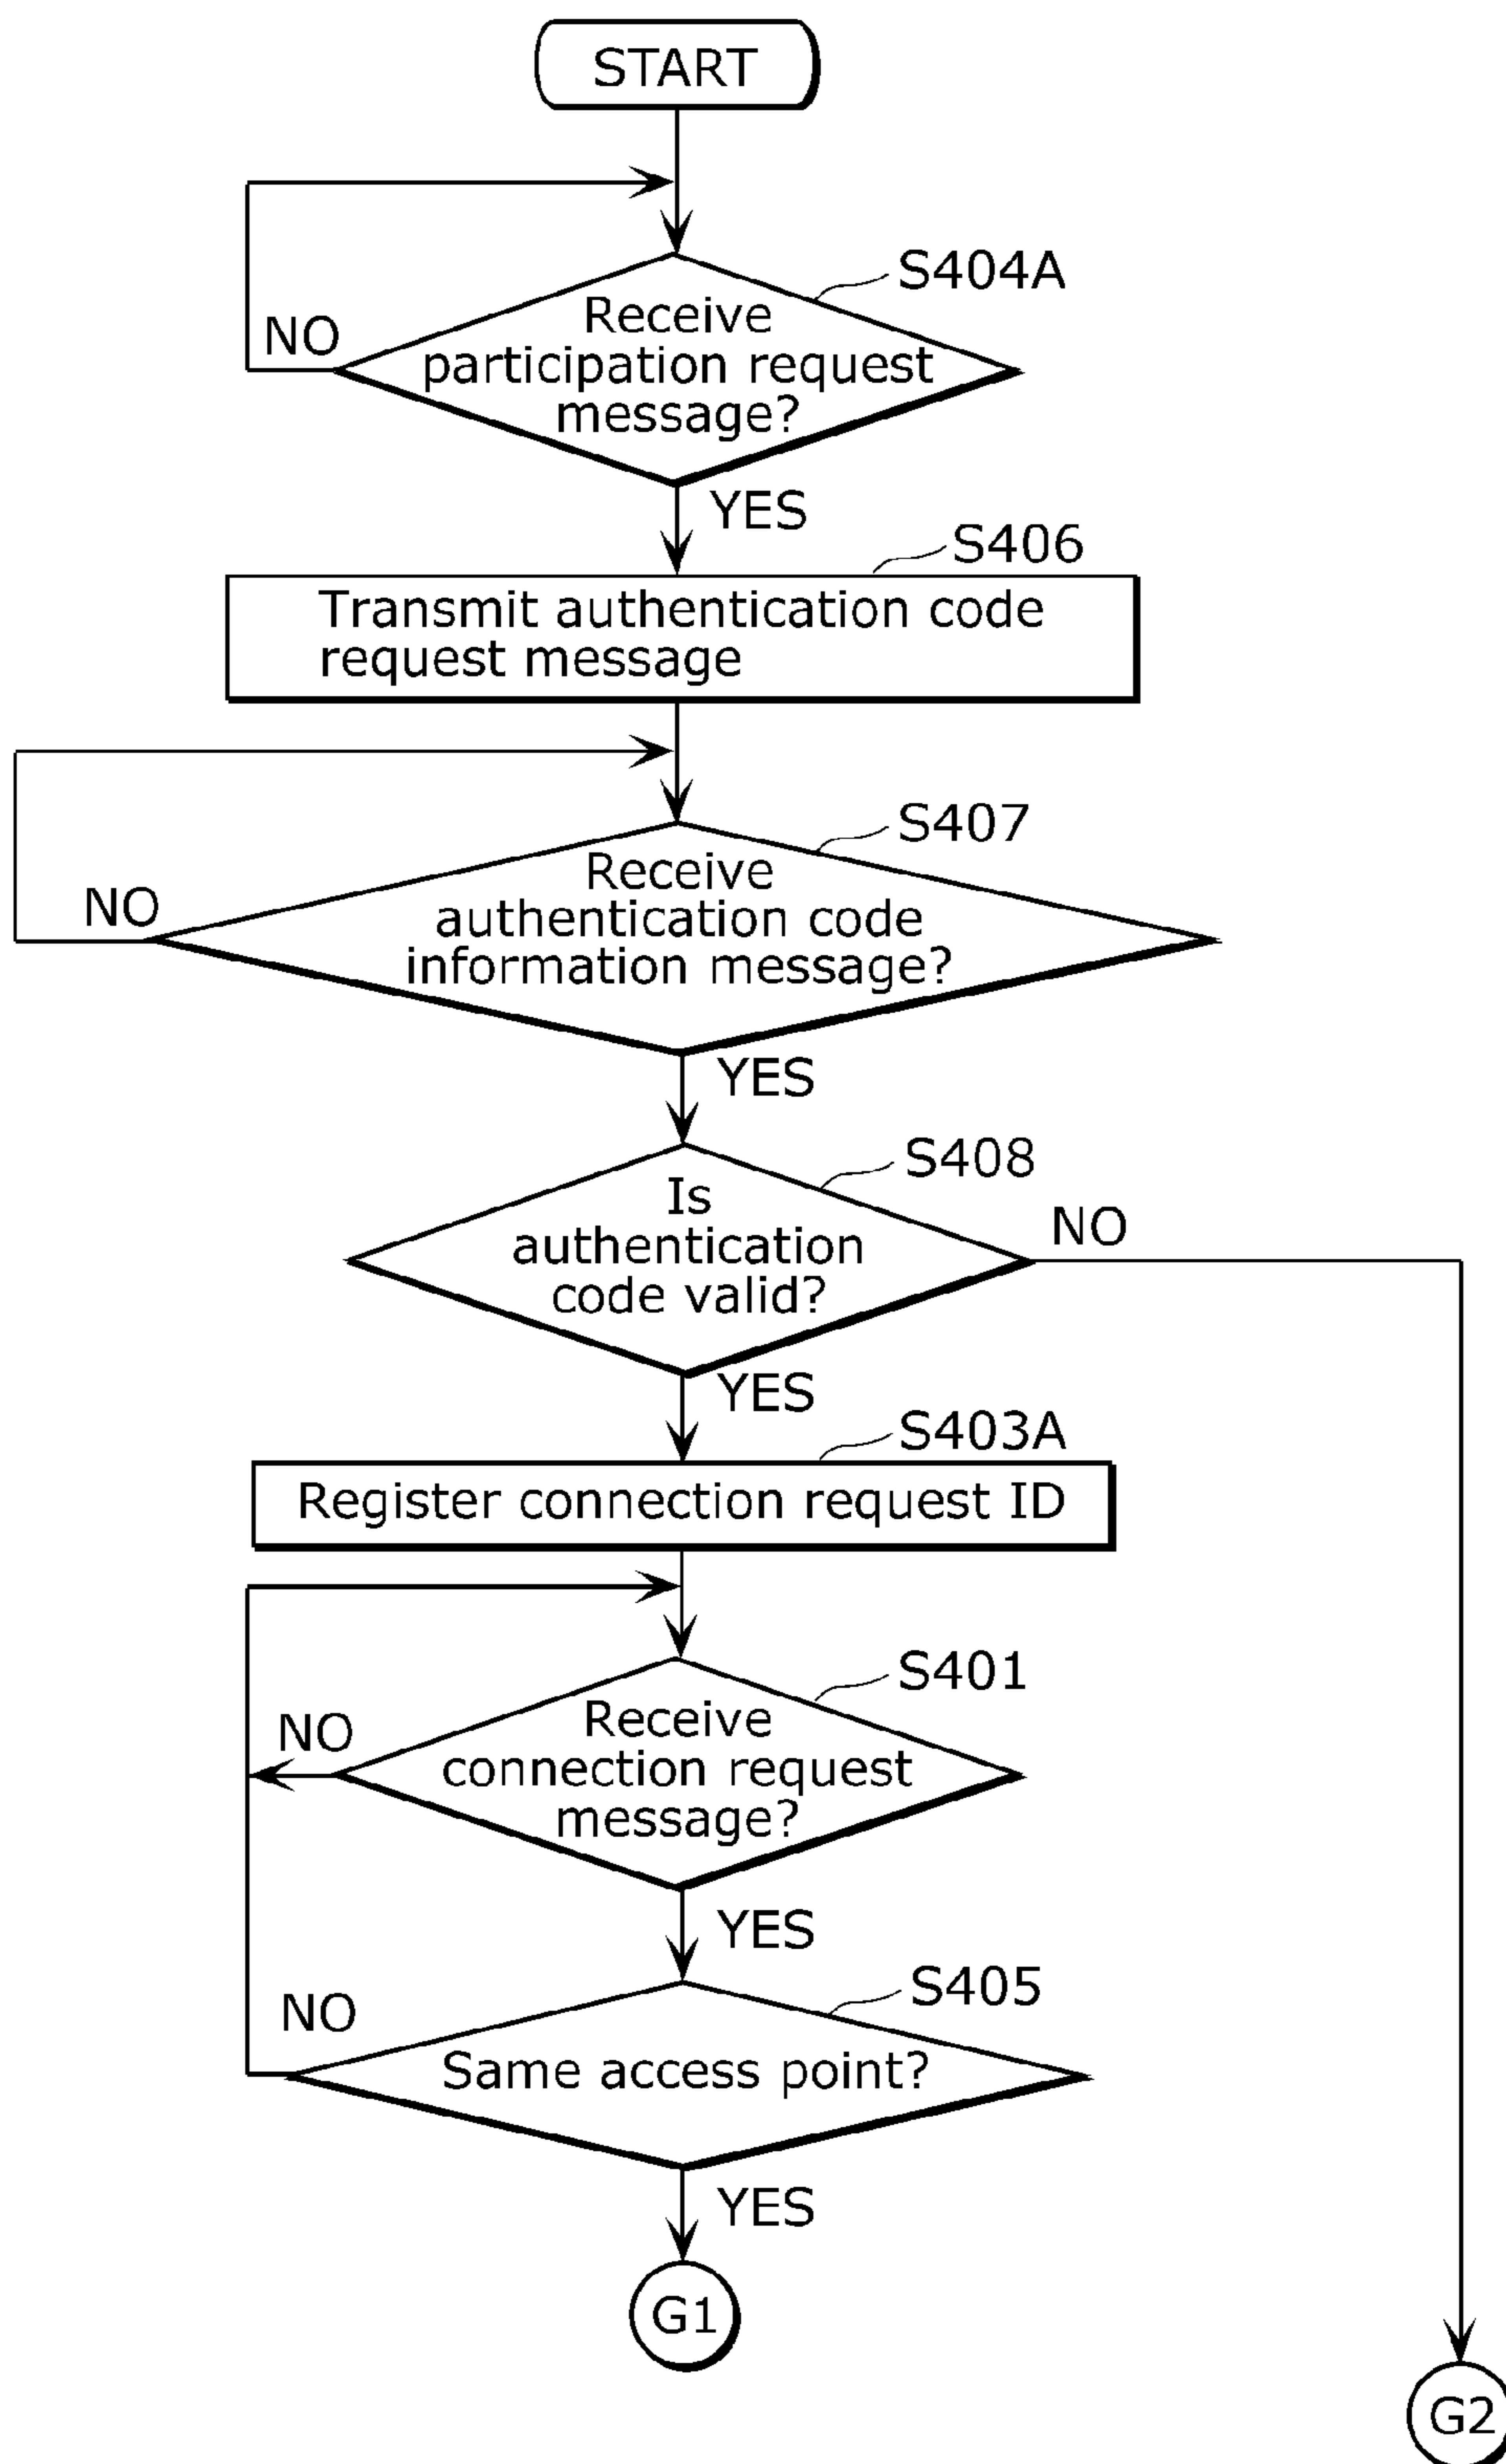 START
S404A
Receive
participation request
message?
NO
YES
S406
Transmit authentication code
request message
S407
Receive
authentication code
information message?
NO
YES
S408
Is
authentication
code valid?
NO
YES
S403A
Register connection request ID
S401
Receive
connection request
message?
NO
YES
S405
Same access point?
NO
YES
G1
G2